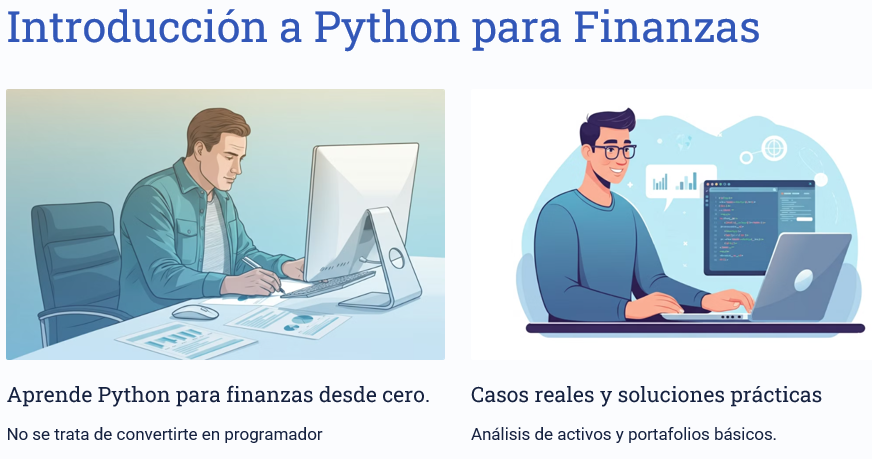 Introducción a Python para Finanzas
Aprende Python para finanzas desde cero.
No se trata de convertirte en programador
Casos reales y soluciones prácticas
Análisis de activos y portafolios básicos.